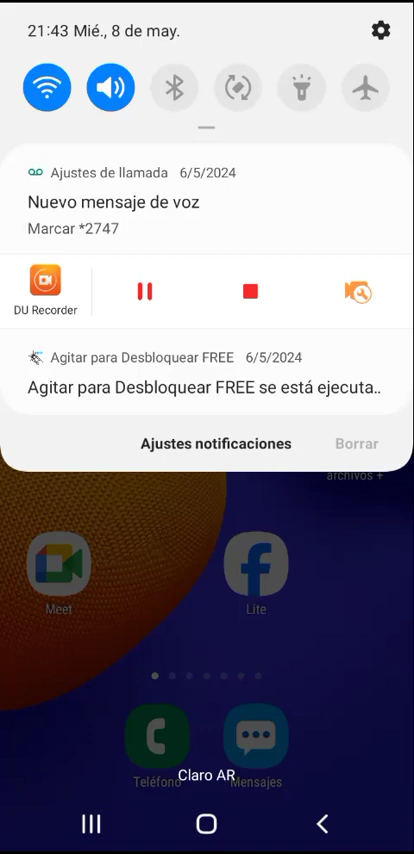 21:43 Mié., 8 de may.
Ajustes de llamada 6/5/2024
Nuevo mensaje de voz
Marcar *2747
DU Recorder
Agitar para Desbloquear FREE 6/5/2024
Agitar para Desbloquear FREE se está ejecuta..
Ajustes notificaciones Borrar
archivos +
Meet Lite
Claro AR
Teléfono Mensajes